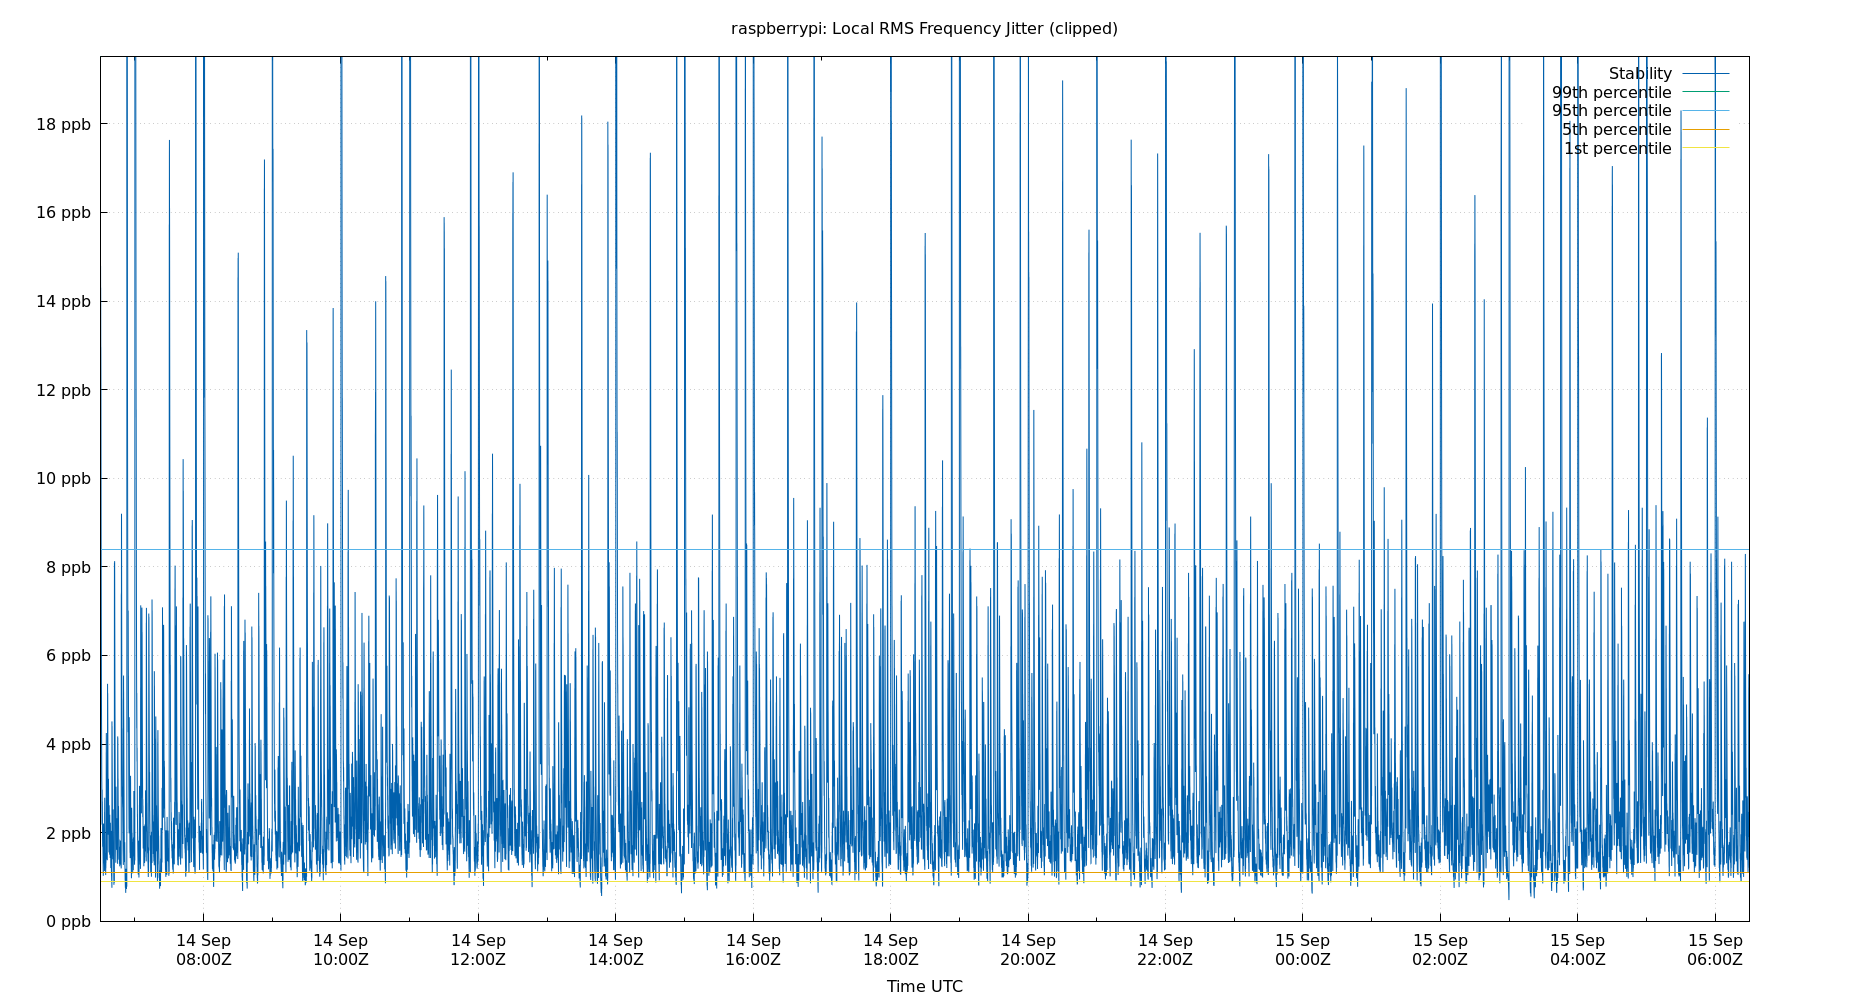 raspberrypi: Local RMS Frequency Jitter (clipped)
Stability
99th percentile
95th percentile
5th percentile
1st percentile
18 ppb
16 ppb
14 ppb
12 ppb
10 ppb
8 ppb
6 ppb
4 ppb
2 ppb
0 ppb
14 Sep 14 Sep 14 Sep 14 Sep 14 Sep 14 Sep 14 Sep 14 Sep 15 Sep 15 Sep 15 Sep 15 Sep
08:00Z 10:00Z 12:00Z 14:00Z 16:00Z 18:00Z 20:00Z 22:00Z 00:00Z 02:00Z 04:00Z 06:00Z
Time UTC